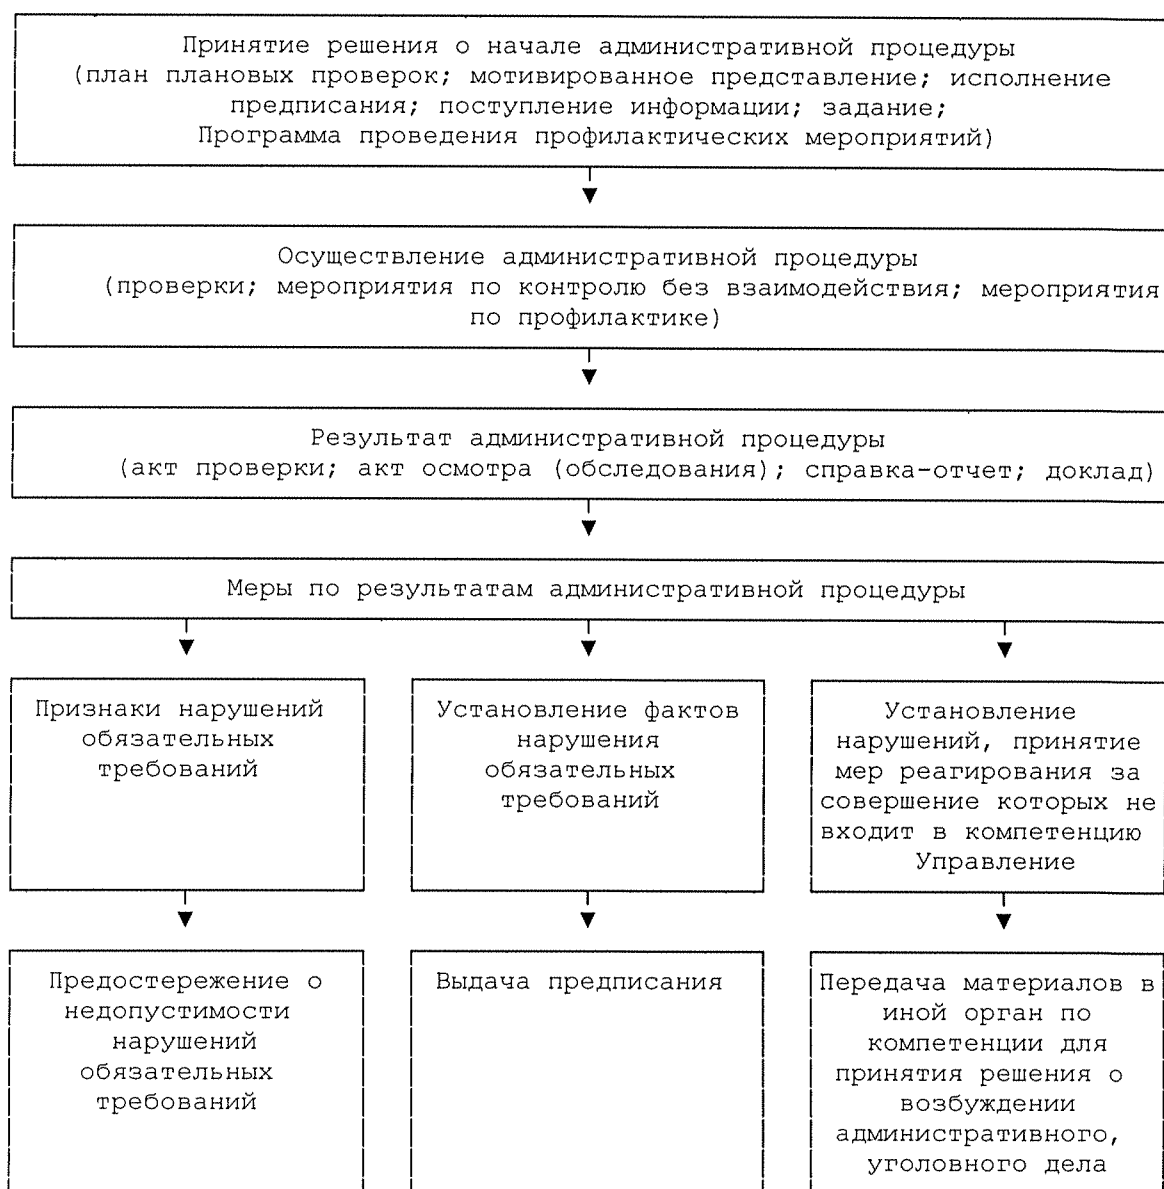 Принятие решения о начале административной процедуры
(план плановых проверок; мотивированное представление; исполнение
предписания; поступление информации; задание;
Программа проведения профилактических мероприятий)
Осуществление административной процедуры
(проверки; мероприятия по контролю без взаимодействия; мероприятия
по профилактике)
Результат административной процедуры
(акт проверки; акт осмотра (обследования); справка-отчет; доклад)
Меры по результатам административной процедуры
Признаки нарушений
обязательных
требований
Установление фактов
нарушения
обязательных
требований
Установление
нарушений, принятие
мер реагирования за
совершение которых не
входит в компетенцию
Управление
Предостережение о
недопустимости
нарушений
обязательных
требований
Выдача предписания
Передача материалов в
иной орган по
компетенции для
принятия решения о
возбуждении
административного,
уголовного дела